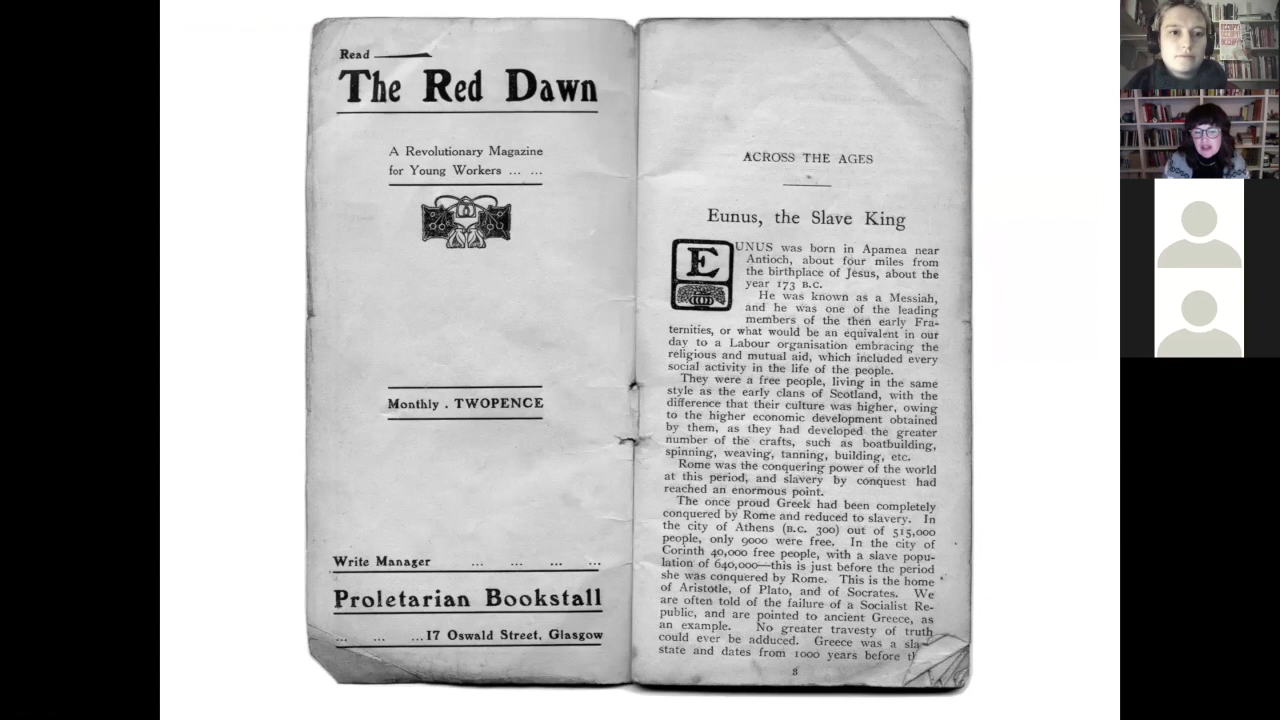 Read
The Red Dawn
A Revolutionary Magazine
for Young Workers ... ...
Monthly . TWOPENCE
Write Manager ... ... ... ...
Proletarian Bookstall
... ... ...17 Oswald Street, Glasgow
ACROSS THE AGES
Eunus, the Slave King
EUNUS was born in Apamea near
Antioch, about four miles from
the birthplace of Jesus, about the
year 173 B.C.
He was known as a Messiah,
and he was one of the leading
members of the then early Fra-
ternities, or what would be an equivalent in our
day to a Labour organisation embracing the
religious and mutual aid, which included every
social activity in the life of the people.
They were a free people, living in the same
style as the early clans of Scotland, with the
difference that their culture was higher, owing
to the higher economic development obtained
by them, as they had developed the greater
number of the crafts, such as boatbuilding,
spinning, weaving, tanning, building, etc.
Rome was the conquering power of the world
at this period, and slavery by conquest had
reached an enormous point.
The once proud Greek had been completely
conquered by Rome and reduced to slavery. In
the city of Athens (B.C. 300) out of 515,000
people, only 9000 were free. In the city of
Corinth 40,000 free people, with a slave popu-
lation of 640,000—this is just before the period
she was conquered by Rome. This is the home
of Aristotle, of Plato, and of Socrates. We
are often told of the failure of a Socialist Re-
public, and are pointed to ancient Greece, as
an example. No greater travesty of truth
could ever be adduced. Greece was a
state and dates from 1000 years before